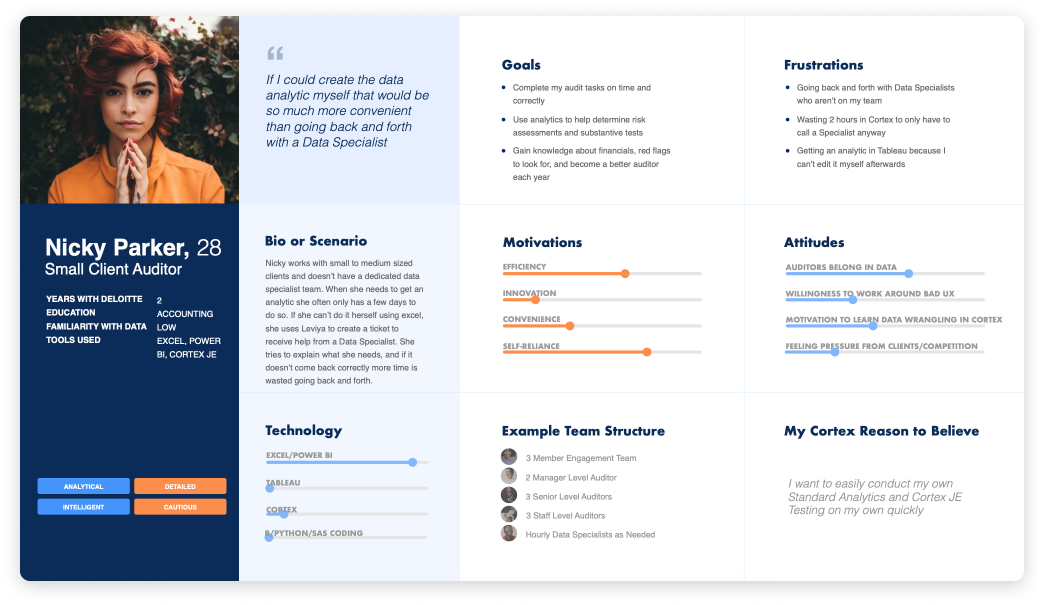 “
If I could create the data
analytic myself that would be
so much more convenient
than going back and forth
with a Data Specialist
Goals
Complete my audit tasks on time and
correctly
Use analytics to help determine risk
assessments and substantive tests
Gain knowledge about financials, red flags
to look for, and become a better auditor
each year
Frustrations
Going back and forth with Data Specialists
who aren't on my team
Wasting 2 hours in Cortex to only have to
call a Specialist anyway
Getting an analytic in Tableau because I
can't edit it myself afterwards
Nicky Parker, 28
Small Client Auditor
YEARS WITH DELOITTE 2
EDUCATION ACCOUNTING
FAMILIARITY WITH DATA LOW
TOOLS USED EXCEL, POWER
BI, CORTEX JE
ANALYTICAL
DETAILED
INTELLIGENT
CAUTIOUS
Bio or Scenario
Nicky works with small to medium sized
clients and doesn't have a dedicated data
specialist team. When she needs to get an
analytic she often only has a few days to
do so. If she can't do it herself using excel,
she uses Leviya to create a ticket to
receive help from a Data Specialist. She
tries to explain what she needs, and if it
doesn't come back correctly more time is
wasted going back and forth.
Motivations
EFFICIENCY
INNOVATION
CONVENIENCE
SELF-RELIANCE
Attitudes
AUDITORS BELONG IN DATA
WILLINGNESS TO WORK AROUND BAD UX
MOTIVATION TO LEARN DATA WRANGLING IN CORTEX
FEELING PRESSURE FROM CLIENTS/COMPETITION
Technology
EXCEL/POWER BI
TABLEAU
CORTEX
R/PYTHON/SAS CODING
Example Team Structure
3 Member Engagement Team
2 Manager Level Auditor
3 Senior Level Auditors
3 Staff Level Auditors
Hourly Data Specialists as Needed
My Cortex Reason to Believe
I want to easily conduct my own
Standard Analytics and Cortex JE
Testing on my own quickly